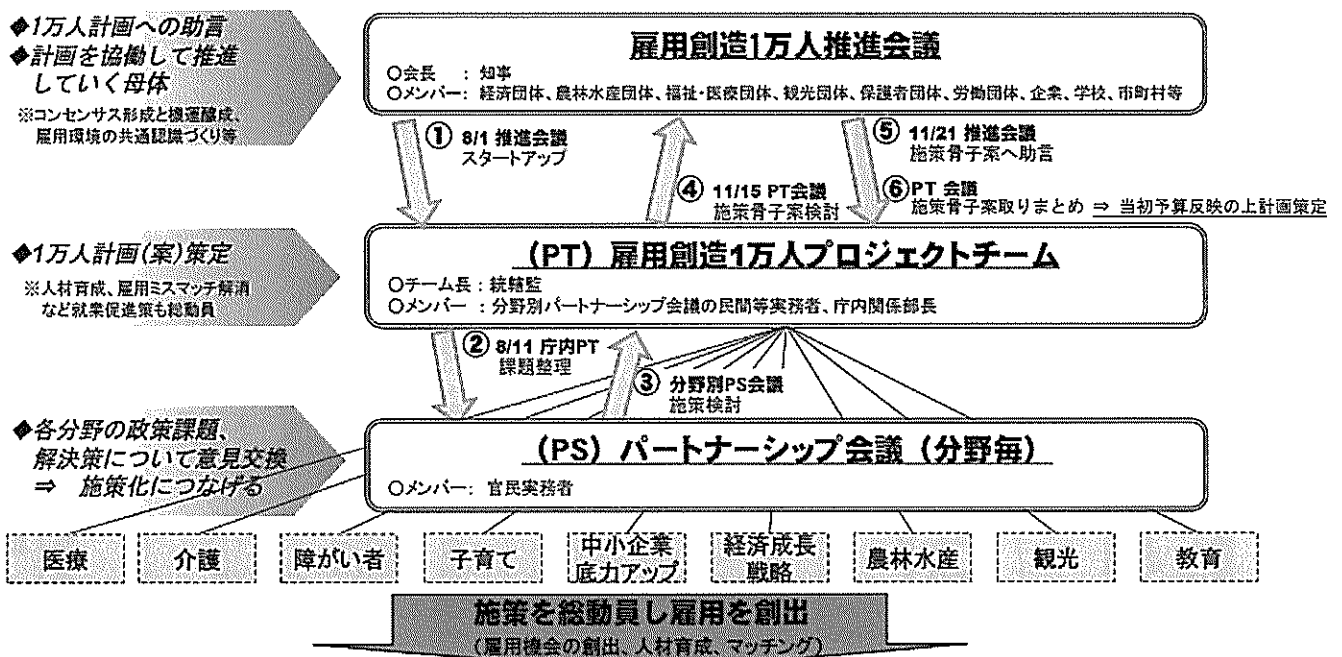 ◆1万人計画への助言
◆計画を協働して推進
していく母体
※コンセンサス形成と機運醸成、
雇用環境の共通認識づくり等
雇用創造1万人推進会議
○会長 : 知事
○メンバー: 経済団体、農林水産団体、福祉・医療団体、観光団体、保護者団体、労働団体、企業、学校、市町村等
① 8/1 推進会議
スタートアップ
④ 11/15 PT会議
施策骨子案検討
⑤ 11/21 推進会議
施策骨子案へ助言
⑥PT 会議
施策骨子案取りまとめ ⇒ 当初予算反映の上計画策定
◆1万人計画(案)策定
※人材育成、雇用ミスマッチ解消
など就業促進策も総動員
(PT) 雇用創造1万人プロジェクトチーム
○チーム長 : 統轄監
○メンバー : 分野別パートナーシップ会議の民間等実務者、庁内関係部長
② 8/11 庁内PT
課題整理
③ 分野別PS会議
施策検討
◆各分野の政策課題、
解決策について意見交換
⇒ 施策化につなげる
(PS) パートナーシップ会議 (分野毎)
○メンバー: 官民実務者
医療
介護
障がい者
子育て
中小企業
底力アップ
経済成長
戦略
農林水産
観光
教育
施策を総動員し雇用を創出
(雇用機会の創出、人材育成、マッチング)